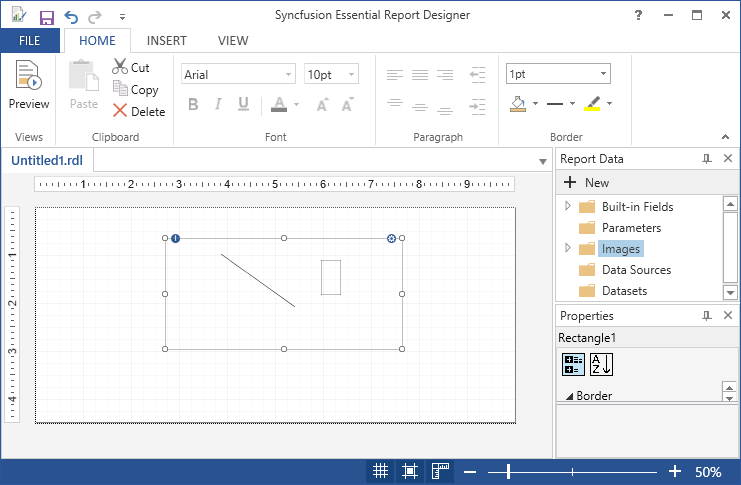 Syncfusion Essential Report Designer
?
FILE HOME INSERT VIEW
Preview
Views
Paste
Cut
Copy
Delete
Clipboard
Arial 10pt
B I U A A A
Font
Paragraph
1pt
Border
Untitled1.rdl
1 2 3 4 5 6 7 8 9
1
2
3
4
Report Data
New
Built-in Fields
Parameters
Images
Data Sources
Datasets
Properties
Rectangle1
A
Z
Border
50%